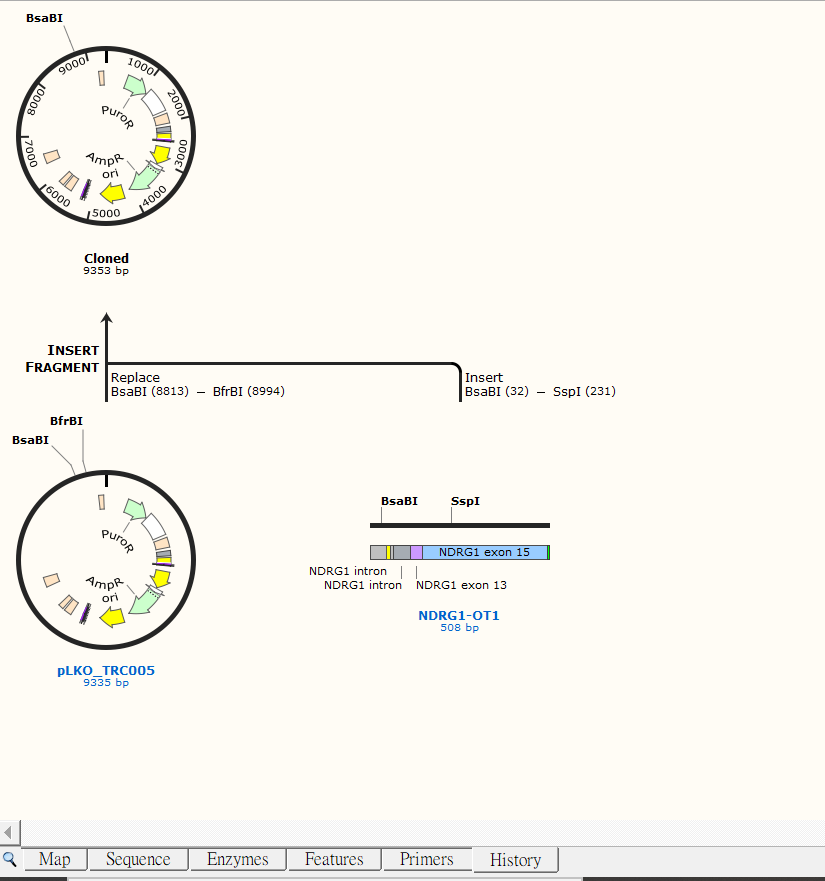 BsaBI
9000
1000
8000
2000
PuroR
7000
3000
AmpR
ori
6000
5000
4000
Cloned
9353 bp
INSERT
FRAGMENT
Replace
BsaBI (8813) – BfrBI (8994)
Insert
BsaBI (32) – SspI (231)
BfrBI
BsaBI
PuroR
AmpR
ori
pLKO_TRC005
9335 bp
BsaBI SspI
NDRG1 exon 15
NDRG1 intron
NDRG1 intron NDRG1 exon 13
NDRG1-OT1
508 bp
Map Sequence Enzymes Features Primers History